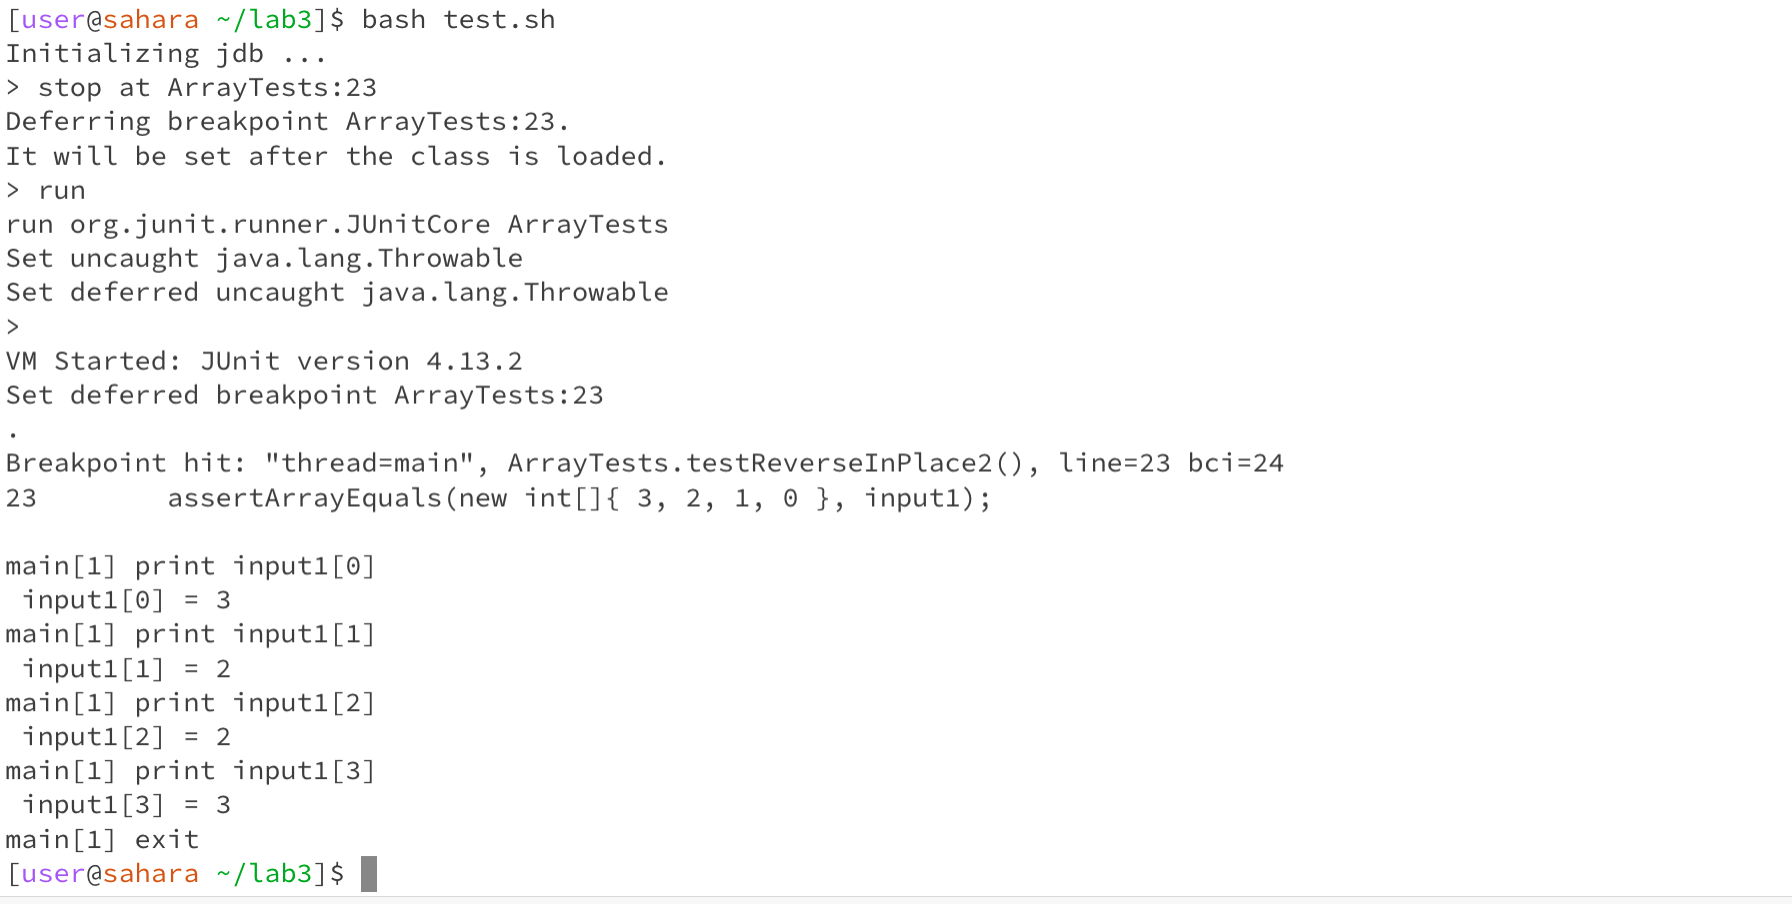 [user@sahara ~/lab3]$ bash test.sh
Initializing jdb ...
> stop at ArrayTests:23
Deferring breakpoint ArrayTests:23.
It will be set after the class is loaded.
> run
run org.junit.runner.JUnitCore ArrayTests
Set uncaught java.lang.Throwable
Set deferred uncaught java.lang.Throwable
>
VM Started: JUnit version 4.13.2
Set deferred breakpoint ArrayTests:23
.
Breakpoint hit: "thread=main", ArrayTests.testReverseInPlace2(), line=23 bci=24
23        assertArrayEquals(new int[]{ 3, 2, 1, 0 }, input1);
main[1] print input1[0]
 input1[0] = 3
main[1] print input1[1]
 input1[1] = 2
main[1] print input1[2]
 input1[2] = 2
main[1] print input1[3]
 input1[3] = 3
main[1] exit
[user@sahara ~/lab3]$